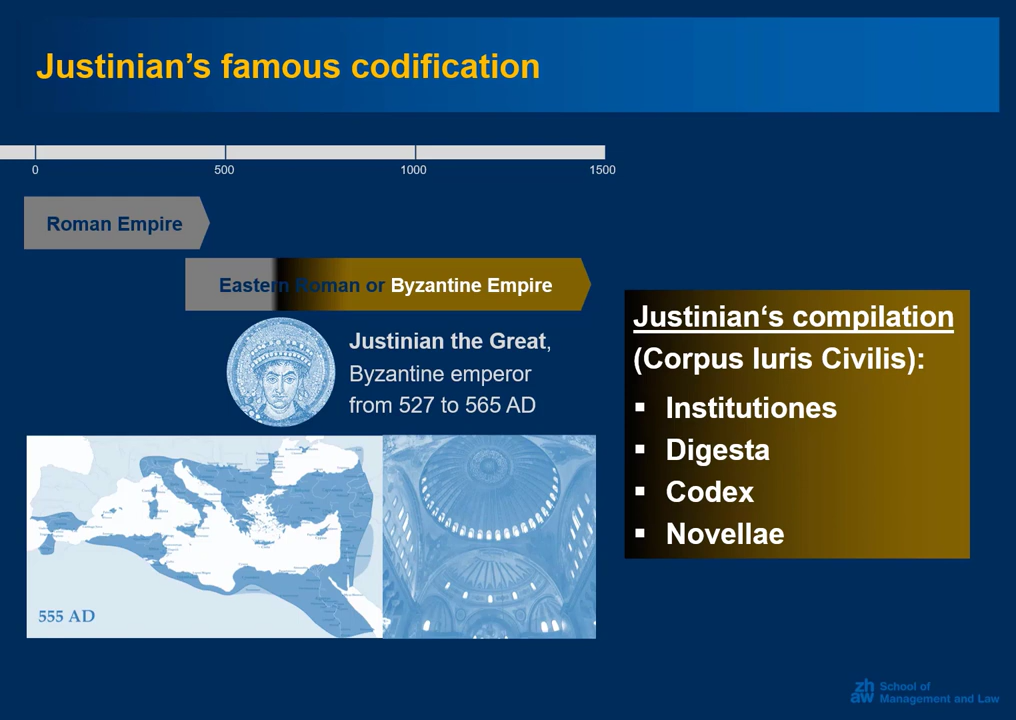 Justinian’s famous codification
0 500 1000 1500
Roman Empire
Eastern Roman or Byzantine Empire
Justinian the Great,
Byzantine emperor
from 527 to 565 AD
555 AD
Justinian‘s compilation
(Corpus Iuris Civilis):
▪ Institutiones
▪ Digesta
▪ Codex
▪ Novellae
zh
aw
School of
Management and Law